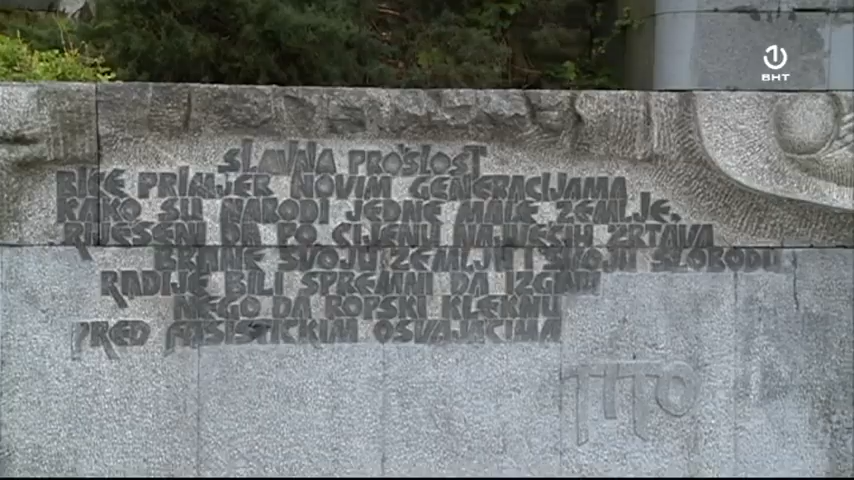 BHT
SLAVNA PROŠLOST
BIĆE PRIMJER NOVIM GENERACIJAMA
KAKO SU NARODI JEDNE MALE ZEMLJE,
RIJEŠENI DA PO CIJENU NAJVEĆIH ŽRTAVA
BRANE SVOJU ZEMLJU I SVOJU SLOBODU
RADIJE BILI SPREMNI DA IZGINU
NEGO DA ROPSKI KLEKNU
PRED FAŠISTIČKIM OSVAJAČIMA
TITO